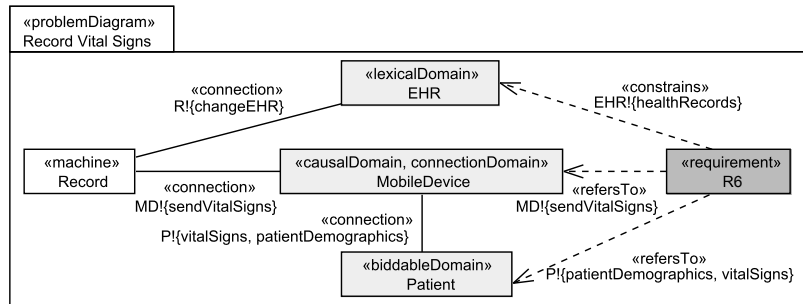 «problemDiagram»
Record Vital Signs
«connection»
R!{changeEHR}
«lexicalDomain»
EHR
«constrains»
EHR!{healthRecords}
«machine»
Record
«connection»
MD!{sendVitalSigns}
«causalDomain, connectionDomain»
MobileDevice
«refersTo»
MD!{sendVitalSigns}
«requirement»
R6
«connection»
P!{vitalSigns, patientDemographics}
«biddableDomain»
Patient
«refersTo»
P!{patientDemographics, vitalSigns}